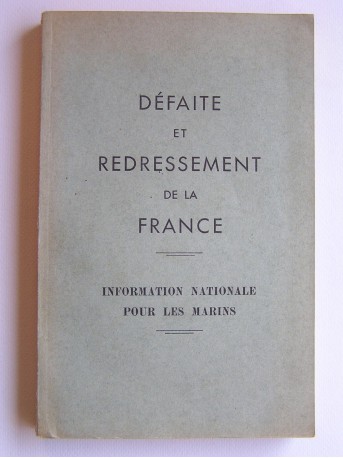 DÉFAITE
ET
REDRESSEMENT
DE LA
FRANCE
INFORMATION NATIONALE
POUR LES MARINS